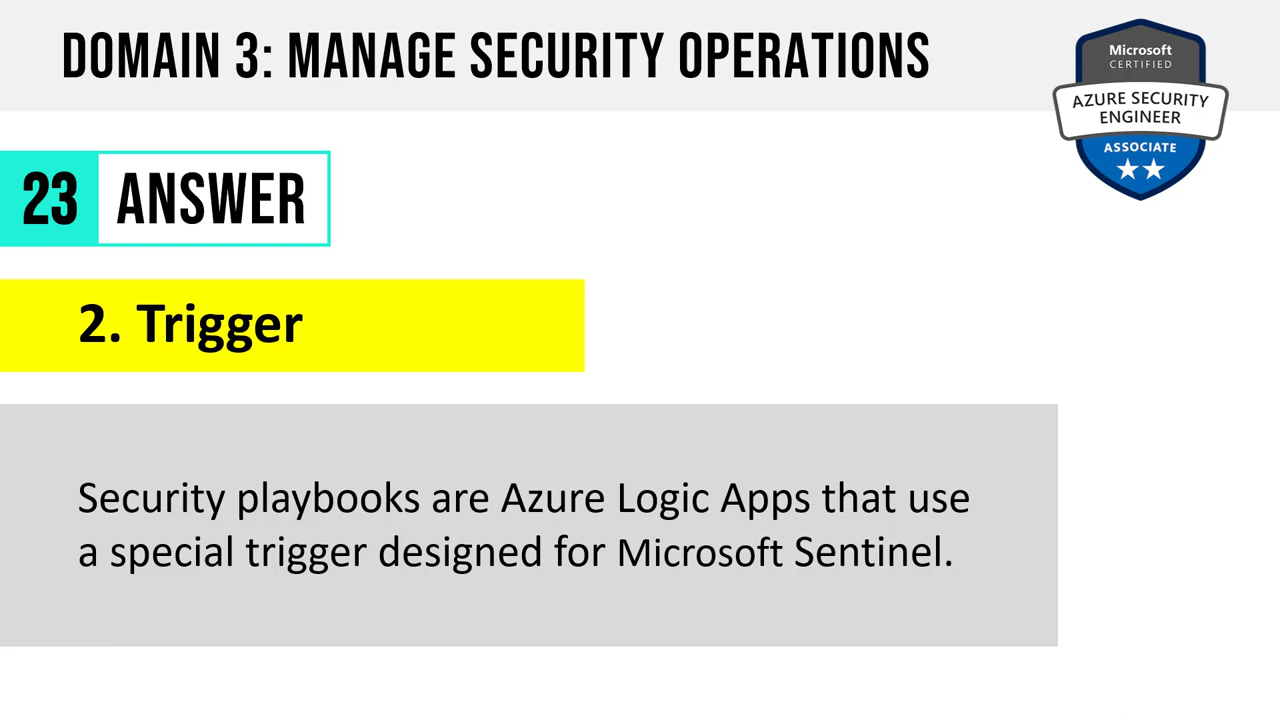 DOMAIN 3: MANAGE SECURITY OPERATIONS
Microsoft
CERTIFIED
AZURE SECURITY
ENGINEER
ASSOCIATE
23 ANSWER
2. Trigger
Security playbooks are Azure Logic Apps that use
a special trigger designed for Microsoft Sentinel.